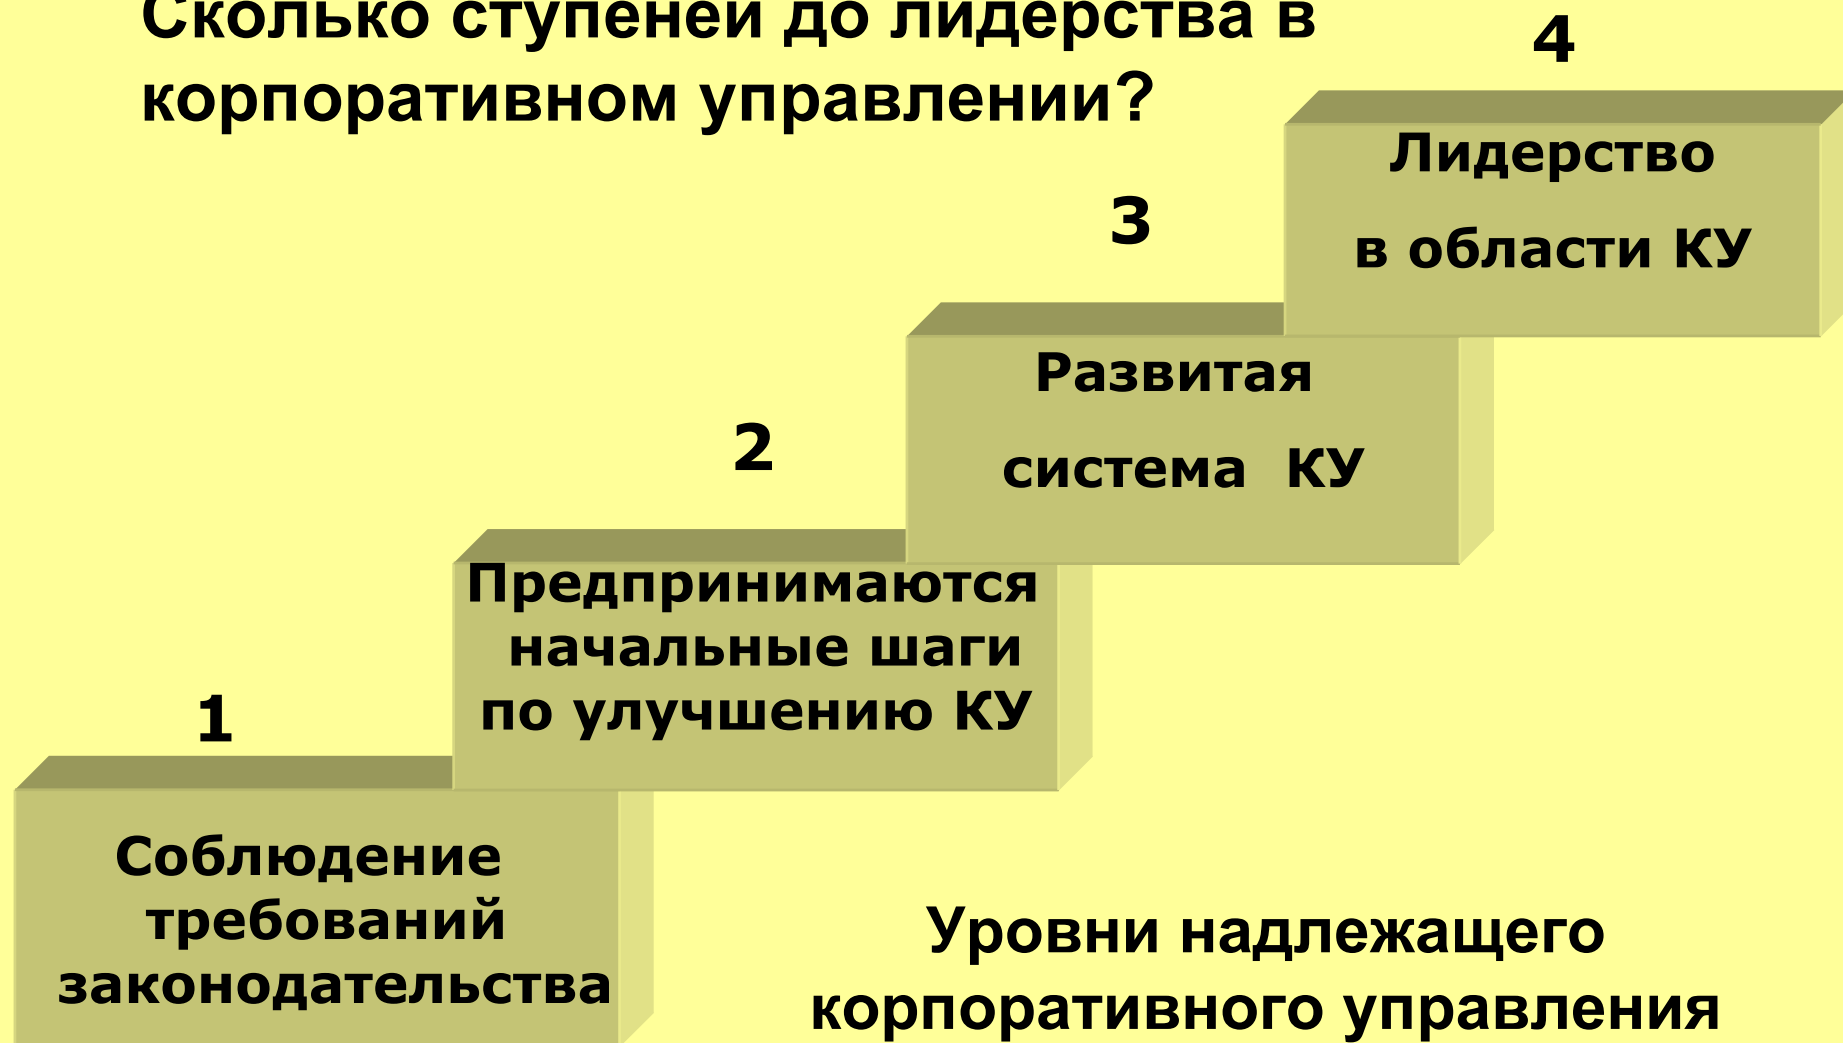 Сколько ступеней до лидерства в
корпоративном управлении?
4
Лидерство
в области КУ
3
Развитая
система КУ
2
Предпринимаются
начальные шаги
по улучшению КУ
1
Соблюдение
требований
законодательства
Уровни надлежащего
корпоративного управления